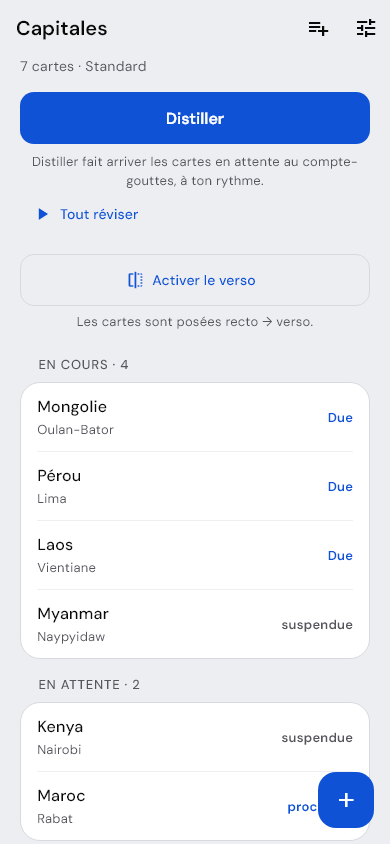 Capitales
7 cartes · Standard
Distiller
Distiller fait arriver les cartes en attente au compte-
gouttes, à ton rythme.
Tout réviser
Activer le verso
Les cartes sont posées recto → verso.
EN COURS · 4
Mongolie
Oulan-Bator
Due
Pérou
Lima
Due
Laos
Vientiane
Due
Myanmar
Naypyidaw
suspendue
EN ATTENTE · 2
Kenya
Nairobi
suspendue
Maroc
Rabat